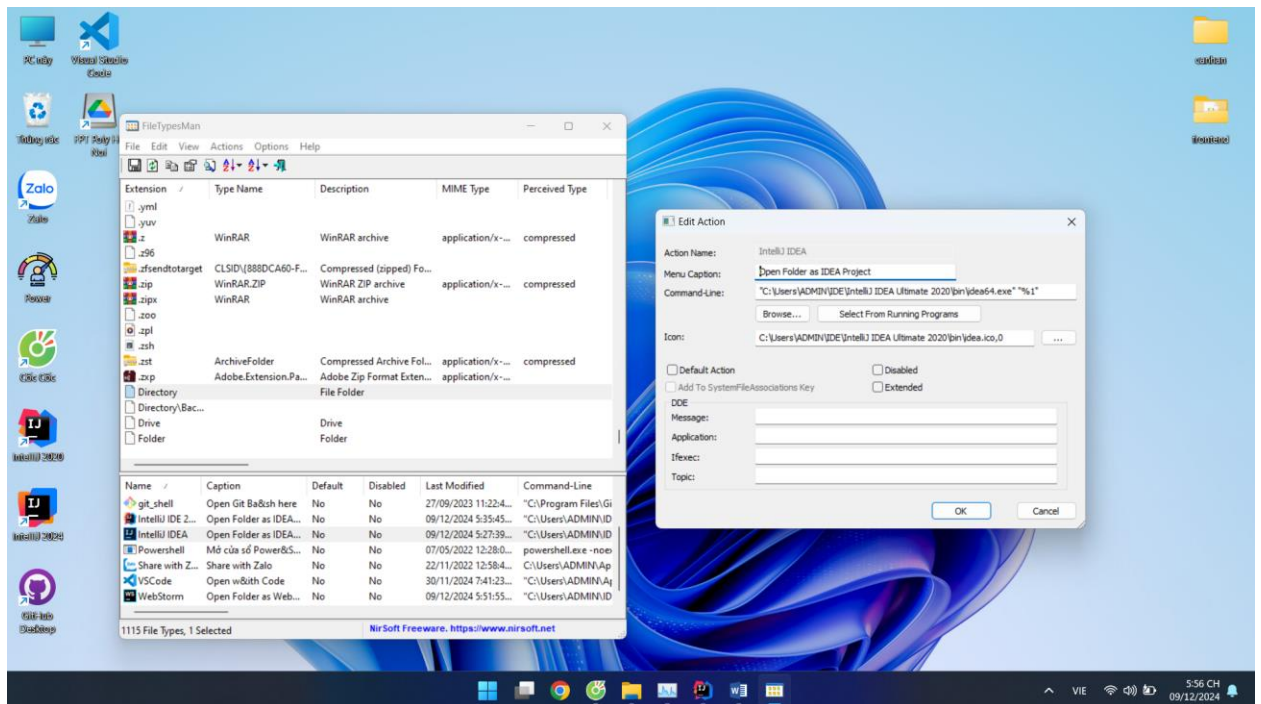 PC này
Visual Studio
Code
Thùng rác
Zalo
Zalo
Cốc Cốc
IntelliJ 2020
IntelliJ 2024
GitHub
Desktop
canban
frontend
FileTypesMan
File Edit View Actions Options Help
Extension / Type Name Description MIME Type Perceived Type
.yml
.yuv
.z WinRAR WinRAR archive application/x-... compressed
.z96
.zfsendtotarget CLSID\{888DCA60-F... Compressed (zipped) Fo...
.zip WinRAR.ZIP WinRAR ZIP archive application/x-... compressed
.zipx WinRAR WinRAR archive
.zoo
.zpl
.zsh
.zst ArchiveFolder Compressed Archive Fol... application/x-... compressed
.zxp Adobe.Extension.Pa... Adobe Zip Format Exten... application/x-...
Directory File Folder
Directory\Bac...
Drive Drive
Folder Folder
Name / Caption Default Disabled Last Modified Command-Line
git_shell Open Git Ba&sh here No No 27/09/2023 11:22:4... "C:\Program Files\Gi
IntelliJ IDE 2... Open Folder as IDEA... No No 09/12/2024 5:35:45... "C:\Users\ADMIN\ID
IntelliJ IDEA Open Folder as IDEA... No No 09/12/2024 5:27:39... "C:\Users\ADMIN\ID
Powershell Mở cửa sổ Power&S... No No 07/05/2022 12:28:0... powershell.exe -noe
Share with Z... Share with Zalo No No 22/11/2022 12:58:4... C:\Users\ADMIN\Ap
VSCode Open w&ith Code No No 30/11/2024 7:41:23... "C:\Users\ADMIN\Ap
WebStorm Open Folder as Web... No No 09/12/2024 5:51:55... "C:\Users\ADMIN\ID
1115 File Types, 1 Selected NirSoft Freeware. https://www.nirsoft.net
Edit Action
Action Name: IntelliJ IDEA
Menu Caption: Open Folder as IDEA Project
Command-Line: "C:\Users\ADMIN\IDE\IntelliJ IDEA Ultimate 2020\bin\idea64.exe" "%1"
Browse... Select From Running Programs
Icon: C:\Users\ADMIN\IDE\IntelliJ IDEA Ultimate 2020\bin\idea.ico,0 ...
Default Action Disabled
Add To SystemFileAssociations Key Extended
DDE
Message:
Application:
Ifexec:
Topic:
OK Cancel
VIE
5:56 CH
09/12/2024